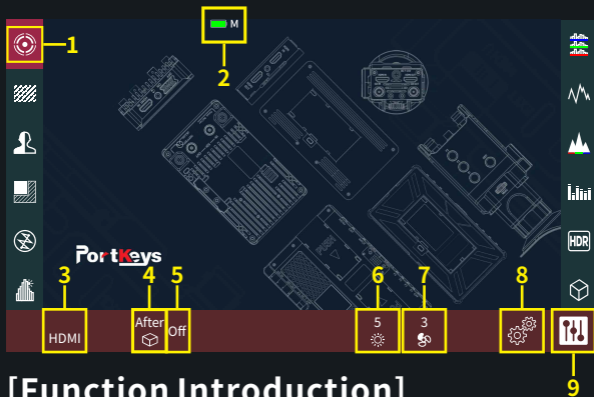 M
1
2
HDR
PortKeys
3
4
5
6
7
8
HDMI
After
Off
5
3
9
[Function Introduction]